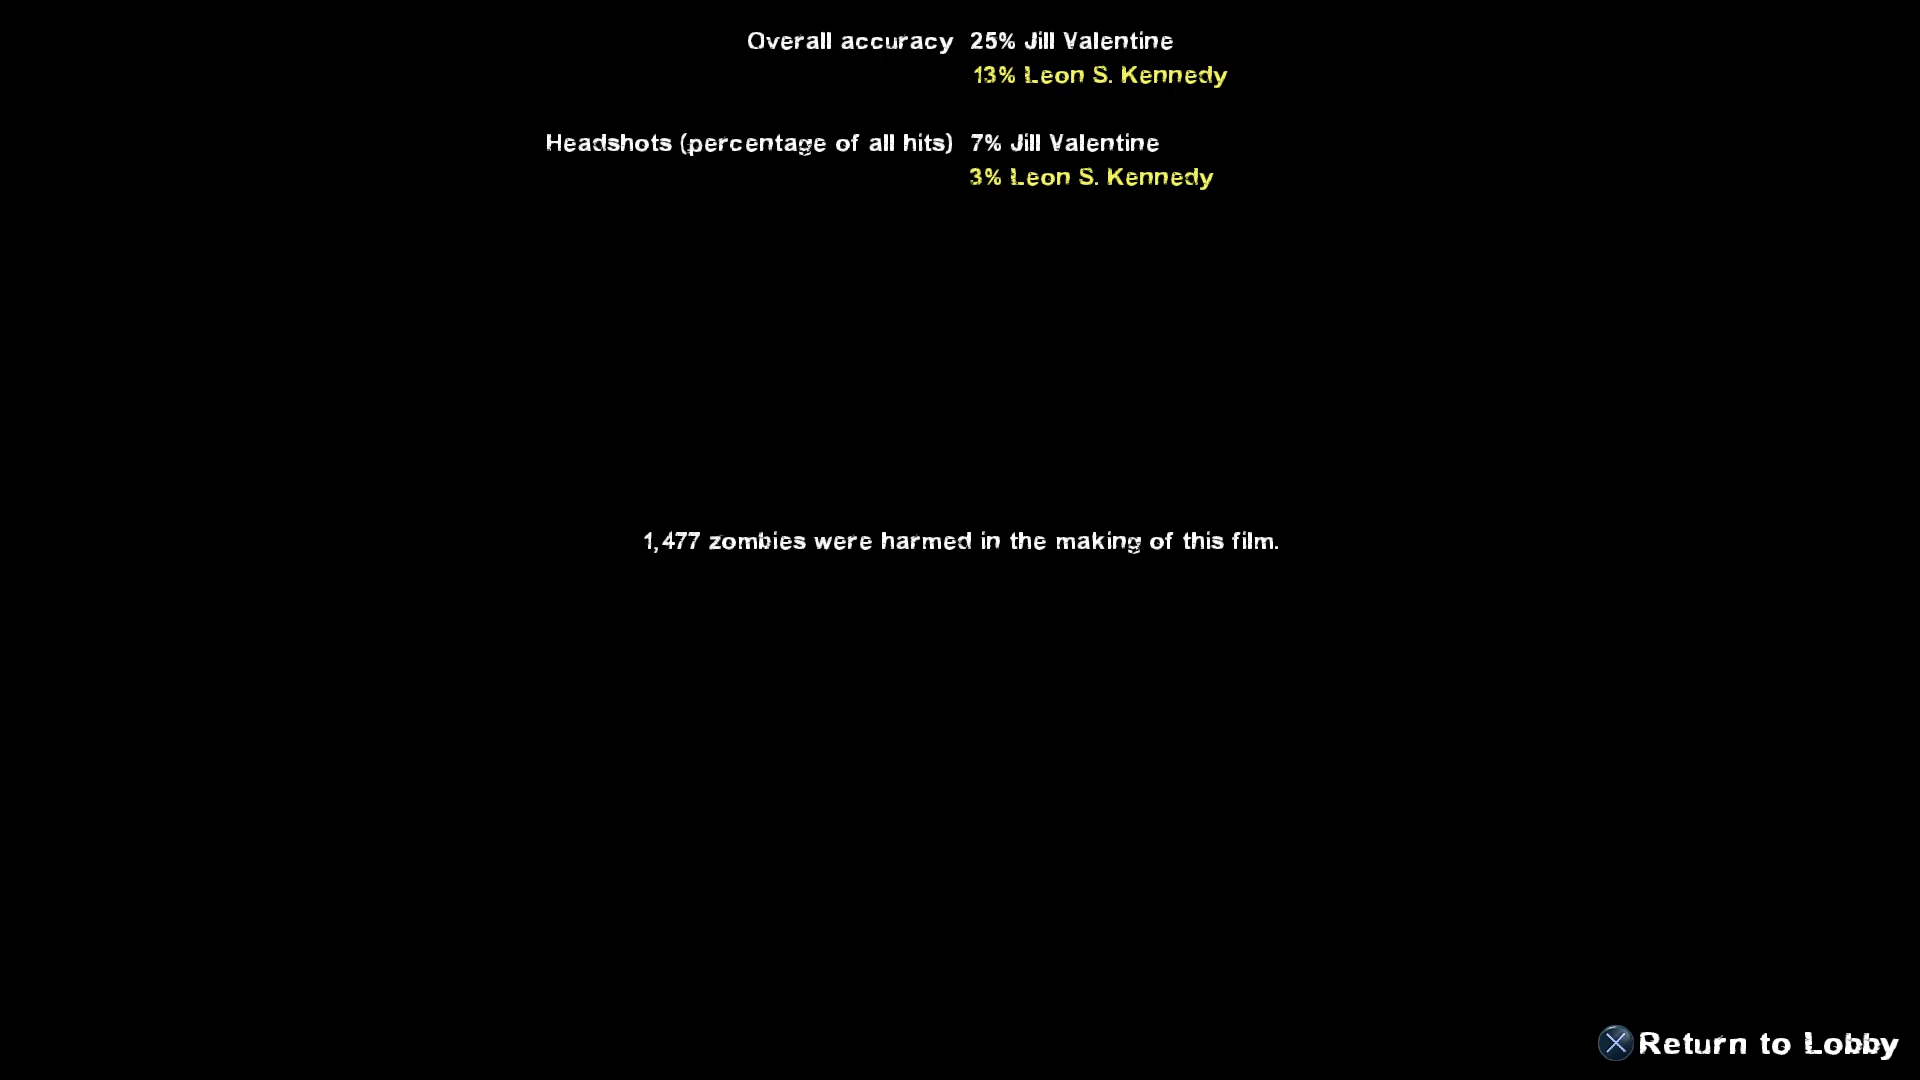 Overall accuracy 25% Jill Valentine
13% Leon S. Kennedy
Headshots (percentage of all hits) 7% Jill Valentine
3% Leon S. Kennedy
1,477 zombies were harmed in the making of this film.
Return to Lobby